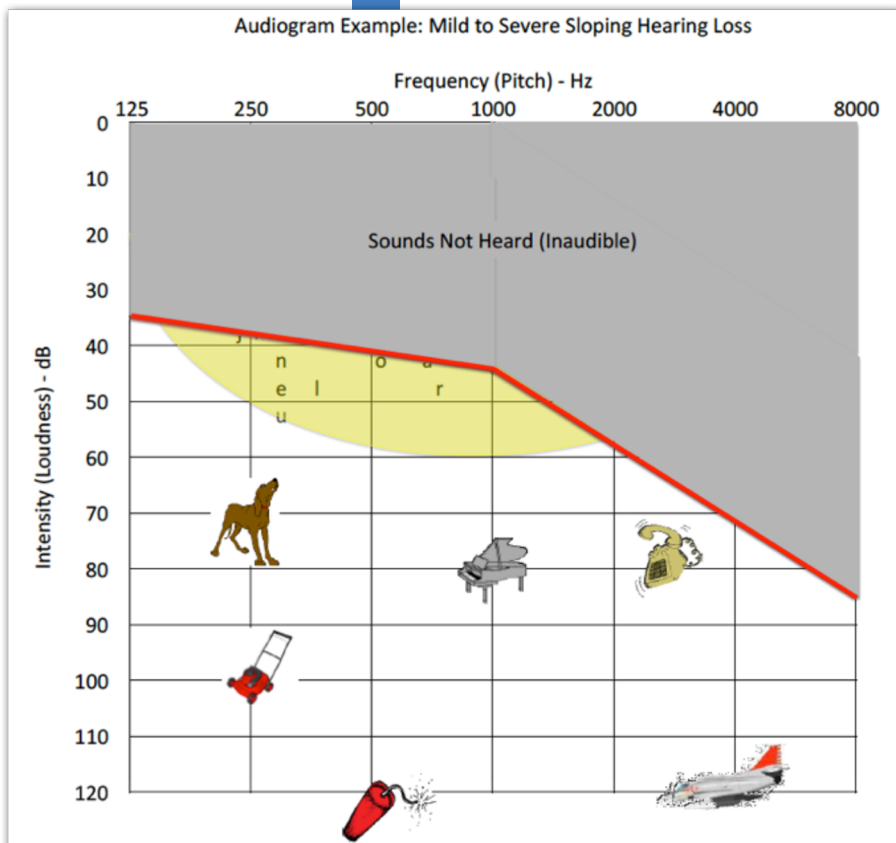 Audiogram Example: Mild to Severe Sloping Hearing Loss
Frequency (Pitch) - Hz
125 250 500 1000 2000 4000 8000
0
10
20
Sounds Not Heard (Inaudible)
30
Intensity (Loudness) - dB
40
n o
e l r
50
u
60
70
80
90
100
110
120